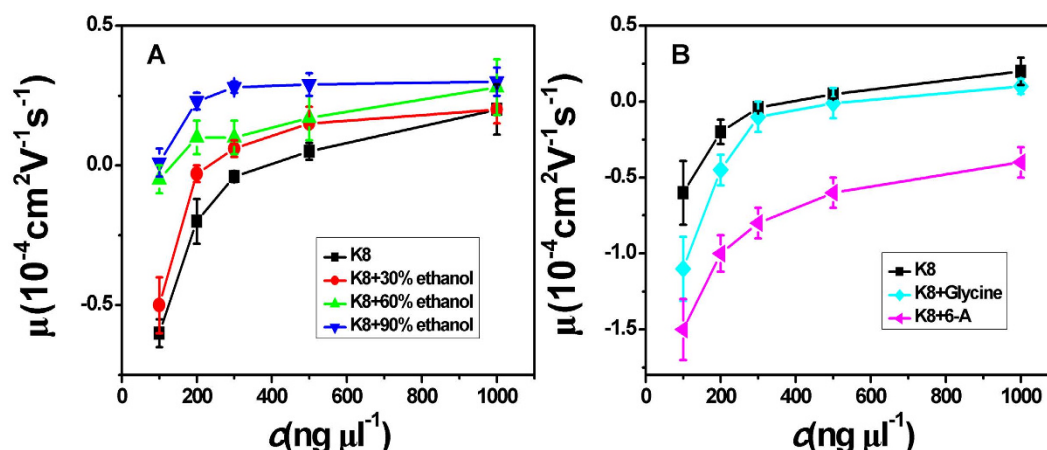 A
0.5
0.0
-0.5
μ(10⁻⁴cm²V⁻¹s⁻¹)
K8
K8+30% ethanol
K8+60% ethanol
K8+90% ethanol
0 200 400 600 800 1000
c(ng μl⁻¹)
B
0.5
0.0
-0.5
-1.0
-1.5
μ(10⁻⁴cm²V⁻¹s⁻¹)
K8
K8+Glycine
K8+6-A
0 200 400 600 800 1000
c(ng μl⁻¹)